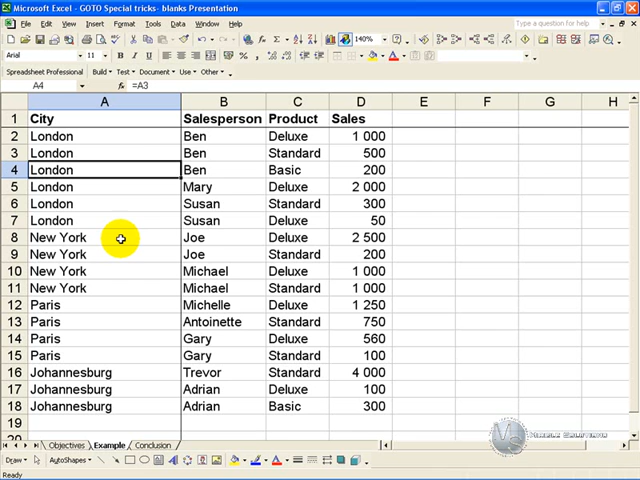 Microsoft Excel - GOTO Special tricks- blanks Presentation
File Edit View Insert Format Tools Data Window Help
Type a question for help
140%
Arial 11 B I U
Spreadsheet Professional Build Test Document Use Other
A4 =A3
A B C D E F G H
1 City Salesperson Product Sales
2 London Ben Deluxe 1 000
3 London Ben Standard 500
4 London Ben Basic 200
5 London Mary Deluxe 2 000
6 London Susan Standard 300
7 London Susan Deluxe 50
8 New York Joe Deluxe 2 500
9 New York Joe Standard 200
10 New York Michael Deluxe 1 000
11 New York Michael Standard 1 000
12 Paris Michelle Deluxe 1 250
13 Paris Antoinette Standard 750
14 Paris Gary Deluxe 560
15 Paris Gary Standard 100
16 Johannesburg Trevor Standard 4 000
17 Johannesburg Adrian Deluxe 100
18 Johannesburg Adrian Basic 300
19
20
Objectives Example Conclusion
Draw AutoShapes
Ready